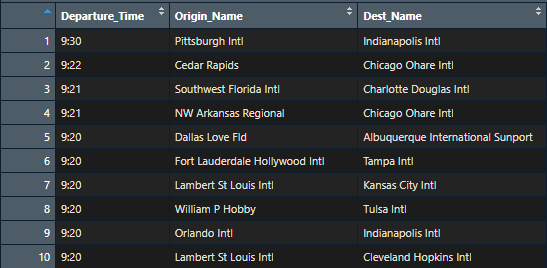 Departure_Time Origin_Name Dest_Name
1 9:30 Pittsburgh Intl Indianapolis Intl
2 9:22 Cedar Rapids Chicago Ohare Intl
3 9:21 Southwest Florida Intl Charlotte Douglas Intl
4 9:21 NW Arkansas Regional Chicago Ohare Intl
5 9:20 Dallas Love Fld Albuquerque International Sunport
6 9:20 Fort Lauderdale Hollywood Intl Tampa Intl
7 9:20 Lambert St Louis Intl Kansas City Intl
8 9:20 William P Hobby Tulsa Intl
9 9:20 Orlando Intl Indianapolis Intl
10 9:20 Lambert St Louis Intl Cleveland Hopkins Intl